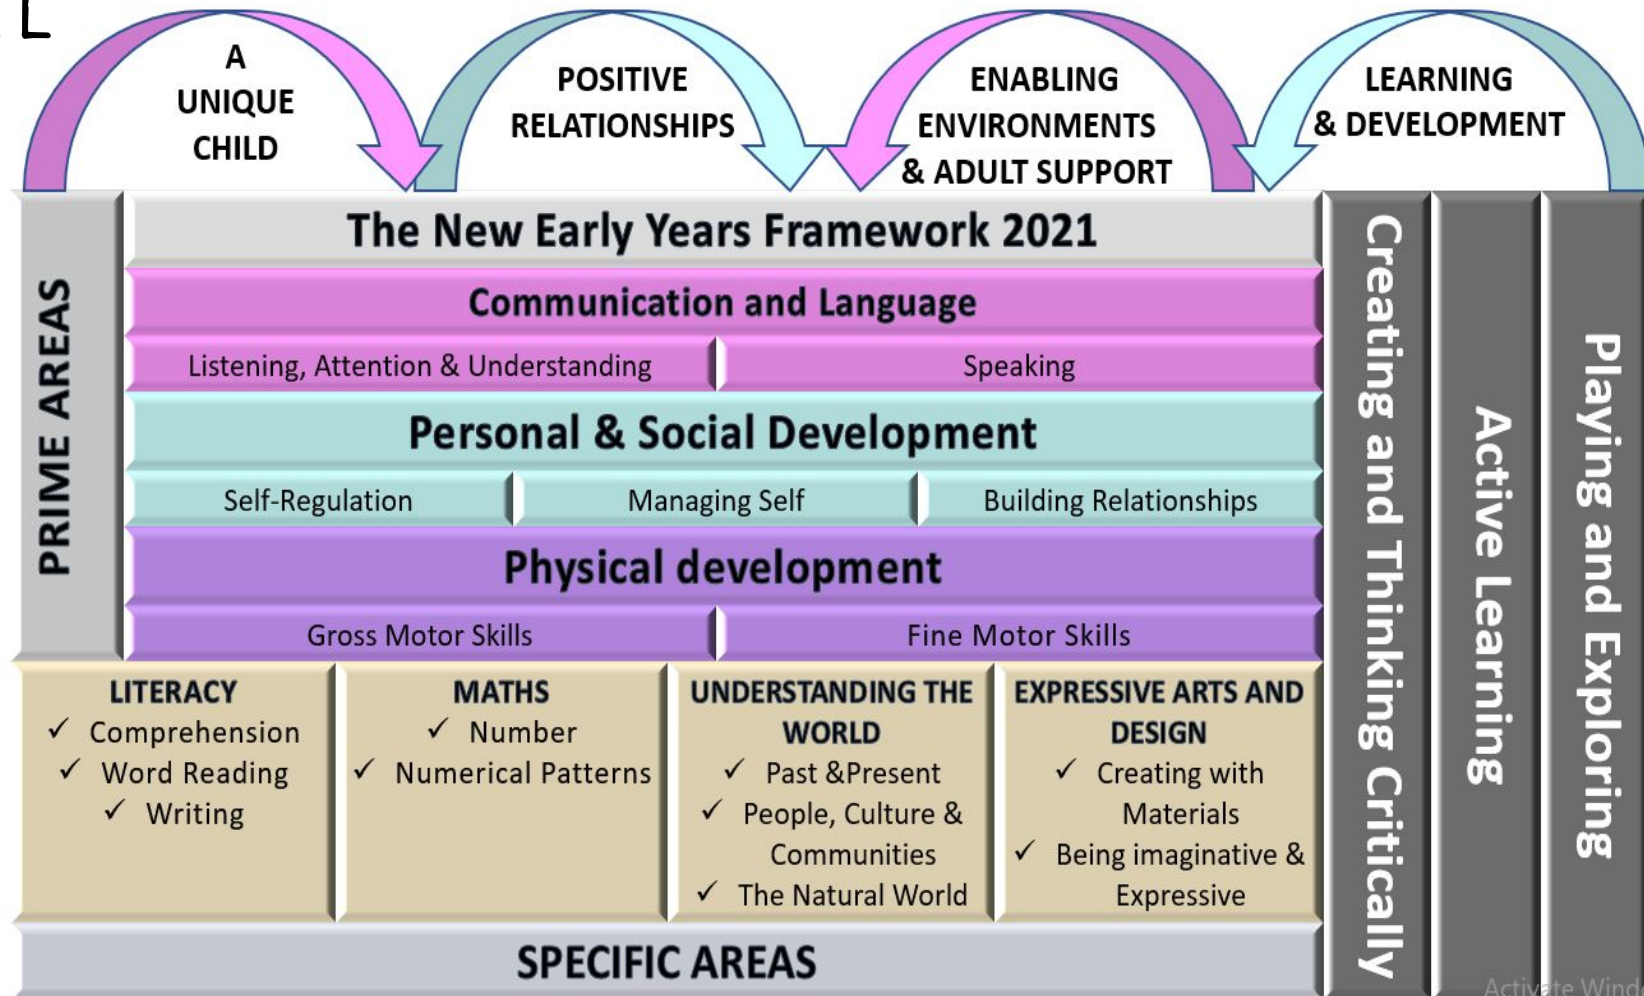 L
A
UNIQUE
CHILD
POSITIVE
RELATIONSHIPS
ENABLING
ENVIRONMENTS
& ADULT SUPPORT
LEARNING
& DEVELOPMENT
PRIME AREAS
The New Early Years Framework 2021
Communication and Language
Listening, Attention & Understanding
Speaking
Personal & Social Development
Self-Regulation
Managing Self
Building Relationships
Physical development
Gross Motor Skills
Fine Motor Skills
LITERACY
✓ Comprehension
✓ Word Reading
✓ Writing
MATHS
✓ Number
✓ Numerical Patterns
UNDERSTANDING THE
WORLD
✓ Past &Present
✓ People, Culture &
Communities
✓ The Natural World
EXPRESSIVE ARTS AND
DESIGN
✓ Creating with
Materials
✓ Being imaginative &
Expressive
SPECIFIC AREAS
Creating and Thinking Critically
Active Learning
Playing and Exploring
Activate Wind